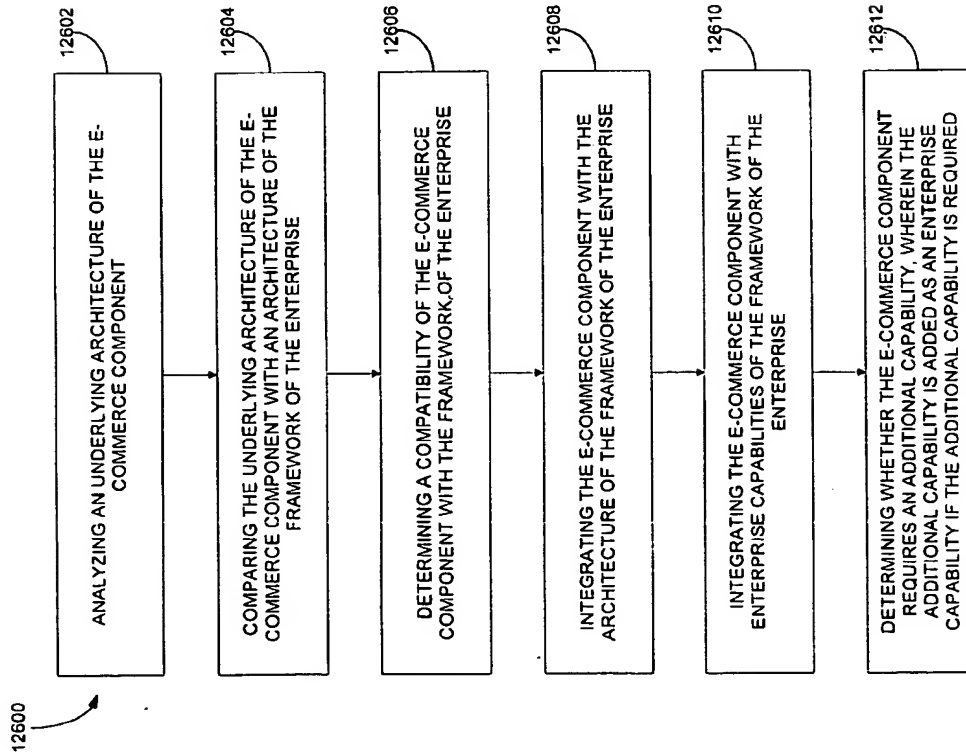 12600
12602
ANALYZING AN UNDERLYING ARCHITECTURE OF THE E-
COMMERCE COMPONENT
12604
COMPARING THE UNDERLYING ARCHITECTURE OF THE E-
COMMERCE COMPONENT WITH AN ARCHITECTURE OF THE
FRAMEWORK OF THE ENTERPRISE
12606
DETERMINING A COMPATIBILITY OF THE E-COMMERCE
COMPONENT WITH THE FRAMEWORK OF THE ENTERPRISE
12608
INTEGRATING THE E-COMMERCE COMPONENT WITH THE
ARCHITECTURE OF THE FRAMEWORK OF THE ENTERPRISE
12610
INTEGRATING THE E-COMMERCE COMPONENT WITH
ENTERPRISE CAPABILITIES OF THE FRAMEWORK OF THE
ENTERPRISE
12612
DETERMINING WHETHER THE E-COMMERCE COMPONENT
REQUIRES AN ADDITIONAL CAPABILITY, WHEREIN THE
ADDITIONAL CAPABILITY IS ADDED AS AN ENTERPRISE
CAPABILITY IF THE ADDITIONAL CAPABILITY IS REQUIRED